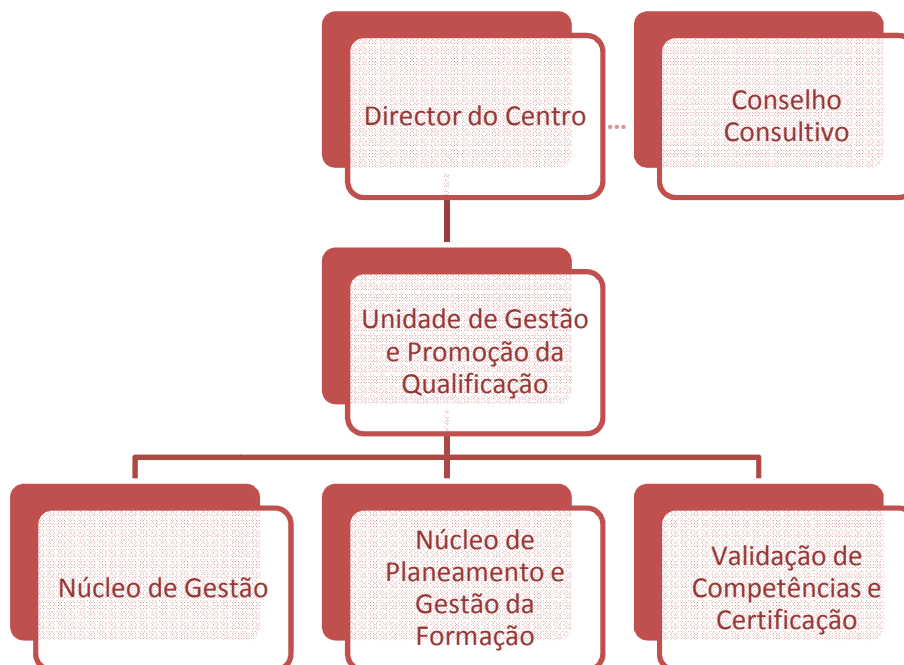 Director do Centro
...
Conselho
Consultivo
Unidade de Gestão
e Promoção da
Qualificação
Núcleo de Gestão
Núcleo de
Planeamento e
Gestão da
Formação
Validação de
Competências e
Certificação